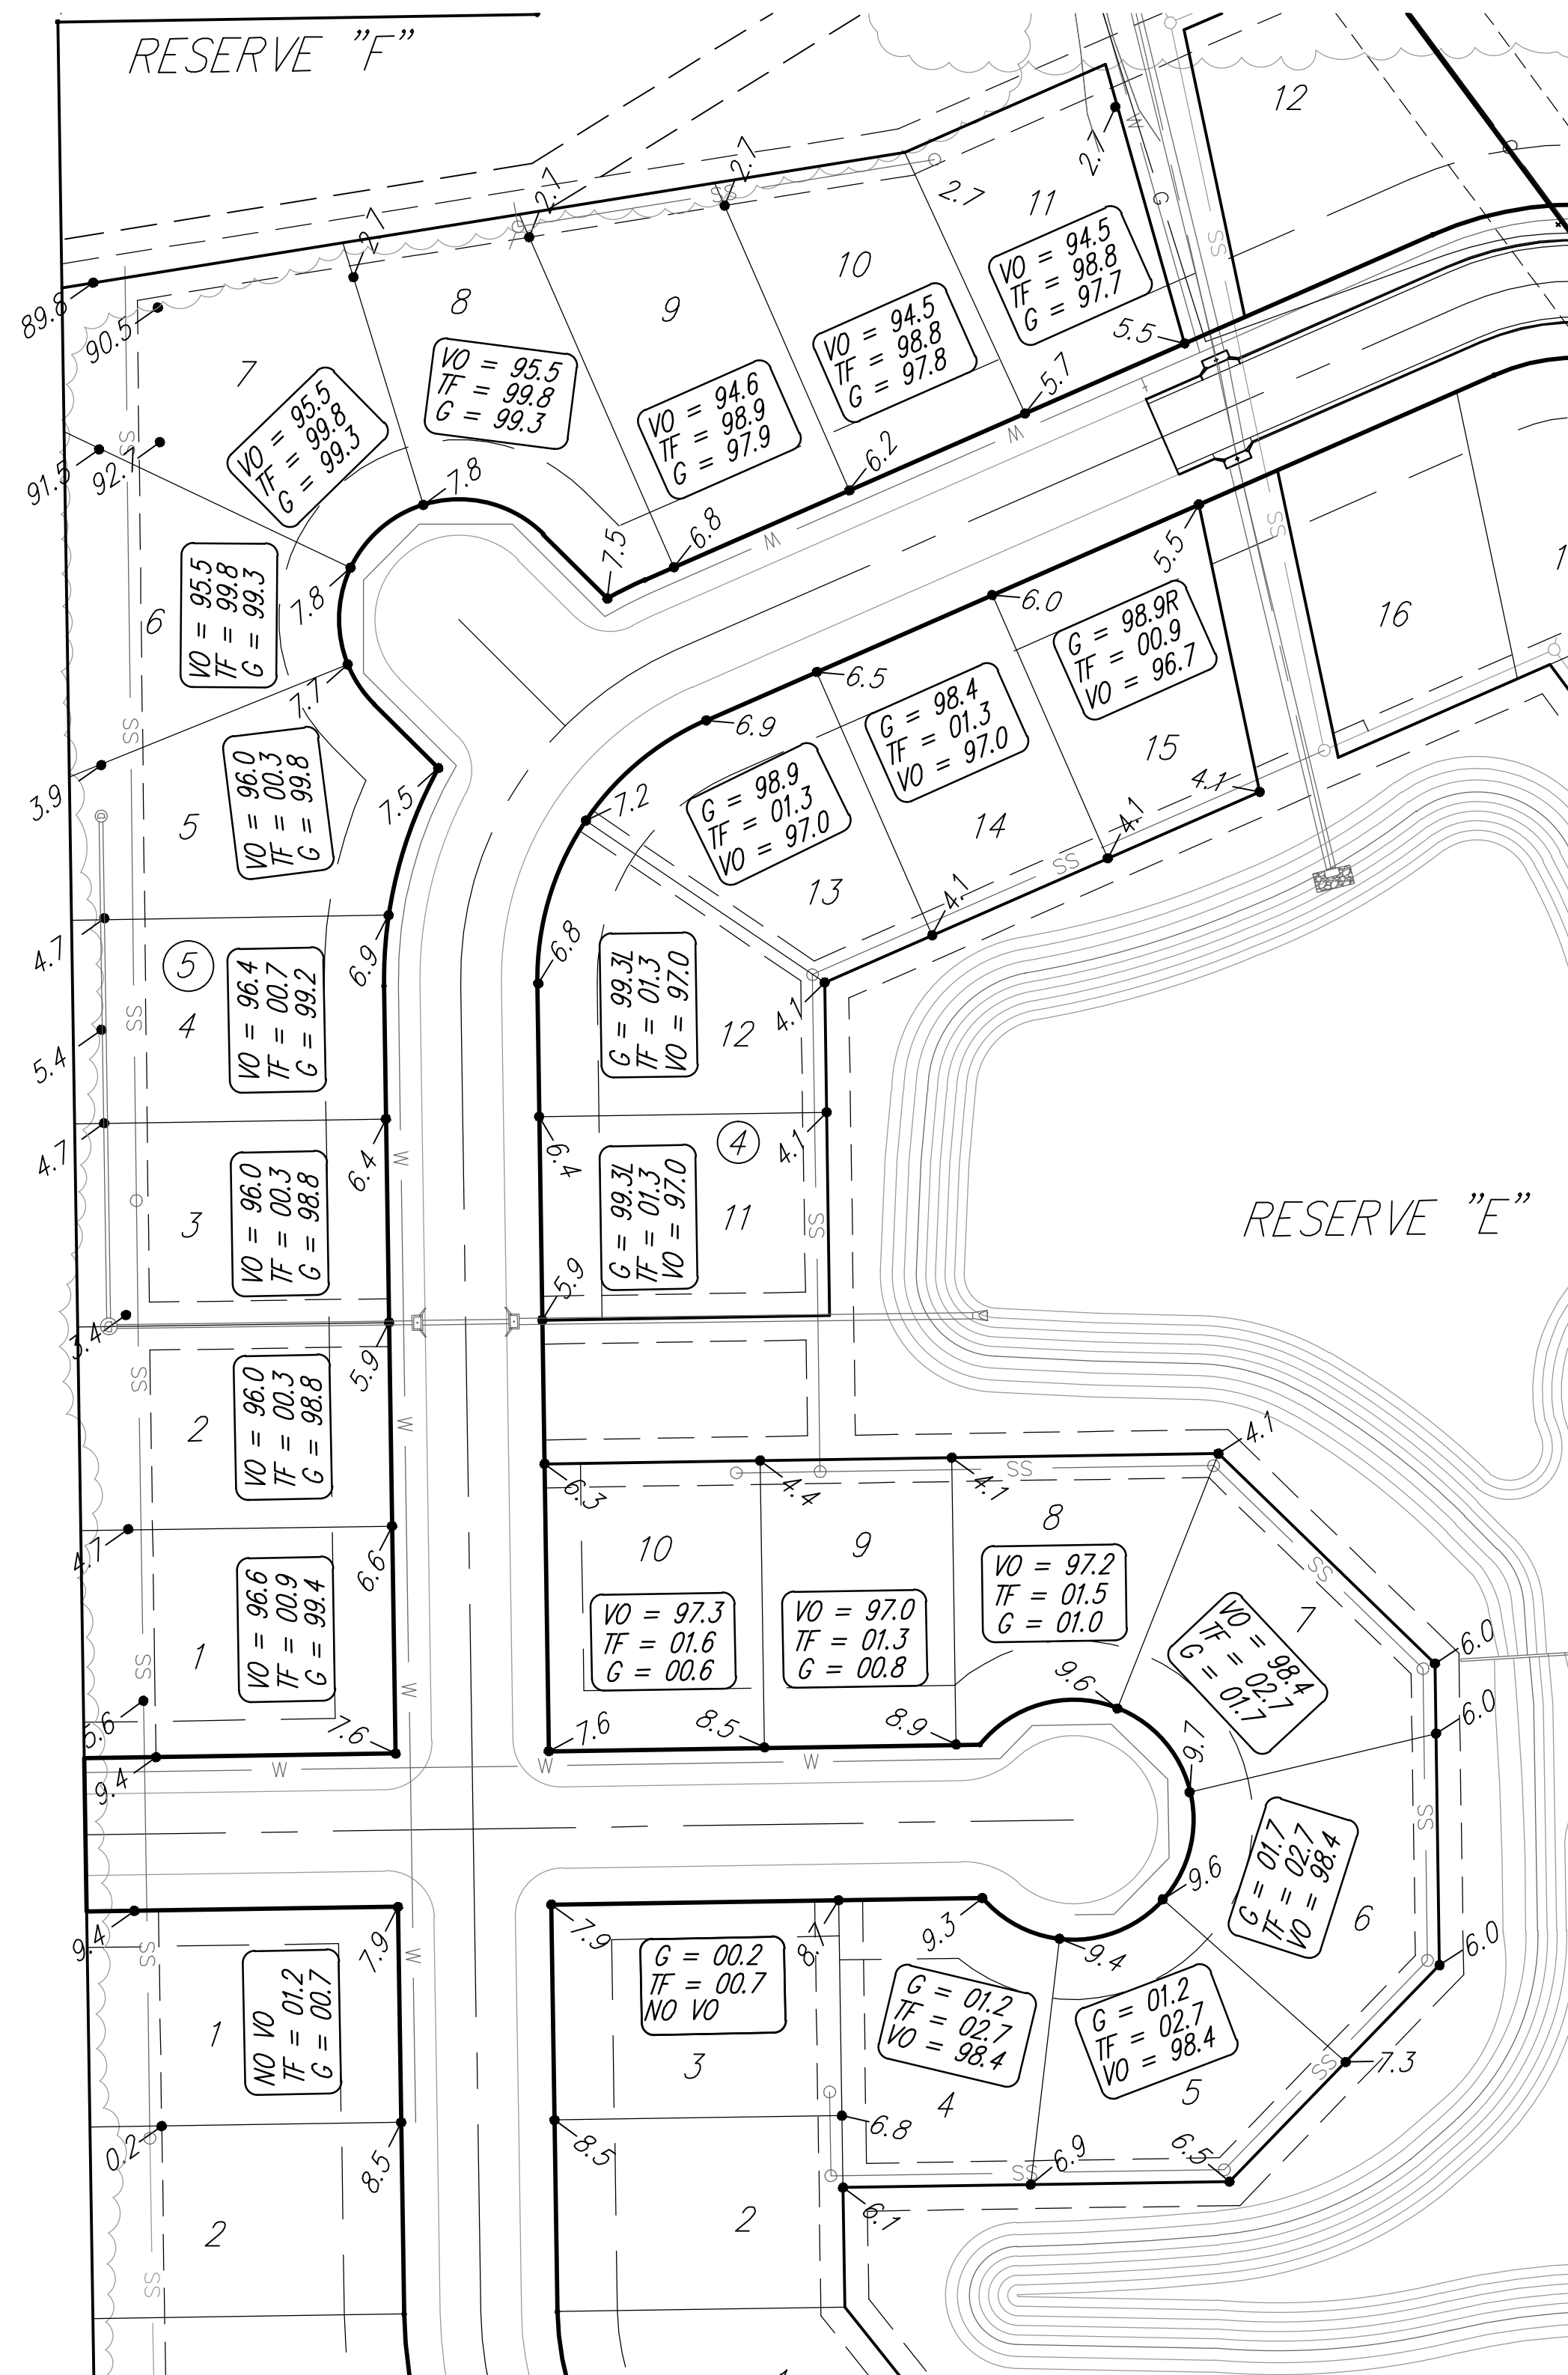 RESERVE "F"
12
2.7
2.7
2.7
2.7
2.7
W
G
SS
SS
89.8
90.5
91.5
92.7
7
VO = 95.5
TF = 99.8
G = 99.3
8
VO = 95.5
TF = 99.8
G = 99.3
9
VO = 94.6
TF = 98.9
G = 97.9
10
VO = 94.5
TF = 98.8
G = 97.8
11
VO = 94.5
TF = 98.8
G = 97.7
5.5
5.7
6.2
6.8
7.5
7.8
7.8
7.7
W
W
SS
SS
6
VO = 95.5
TF = 99.8
G = 99.3
5.5
6.0
6.5
6.9
7.2
16
15
G = 98.9R
TF = 00.9
VO = 96.7
14
G = 98.4
TF = 01.3
VO = 97.0
13
G = 98.9
TF = 01.3
VO = 97.0
4.1
4.1
4.1
4.1
SS
3.9
SS
5
VO = 96.0
TF = 00.3
G = 99.8
7.5
4.7
5
6.9
4
VO = 96.4
TF = 00.7
G = 99.2
SS
5.4
6.8
12
G = 99.3L
TF = 01.3
VO = 97.0
4.7
6.4
6.4
W
4
4.1
3
VO = 96.0
TF = 00.3
G = 98.8
11
G = 99.3L
TF = 01.3
VO = 97.0
SS
RESERVE "E"
5.9
3.4
5.9
SS
2
VO = 96.0
TF = 00.3
G = 98.8
W
6.3
4.4
4.1
4.1
SS
4.7
6.6
10
VO = 97.3
TF = 01.6
G = 00.6
9
VO = 97.0
TF = 01.3
G = 00.8
8
VO = 97.2
TF = 01.5
G = 01.0
7
VO = 98.4
TF = 02.7
G = 01.7
SS
6.0
6.0
1
VO = 96.6
TF = 00.9
G = 99.4
SS
W
5.6
7.6
7.6
8.5
8.9
9.6
9.7
9.4
W
W
W
SS
9.6
6
G = 01.7
TF = 02.7
VO = 98.4
6.0
9.4
SS
7.9
W
7.9
8.7
9.3
9.4
1
NO VO
TF = 01.2
G = 00.7
G = 00.2
TF = 00.7
NO VO
3
G = 01.2
TF = 02.7
VO = 98.4
4
G = 01.2
TF = 02.7
VO = 98.4
5
7.3
SS
0.2
8.5
8.5
6.8
6.9
6.5
SS
6.1
2
2
SS